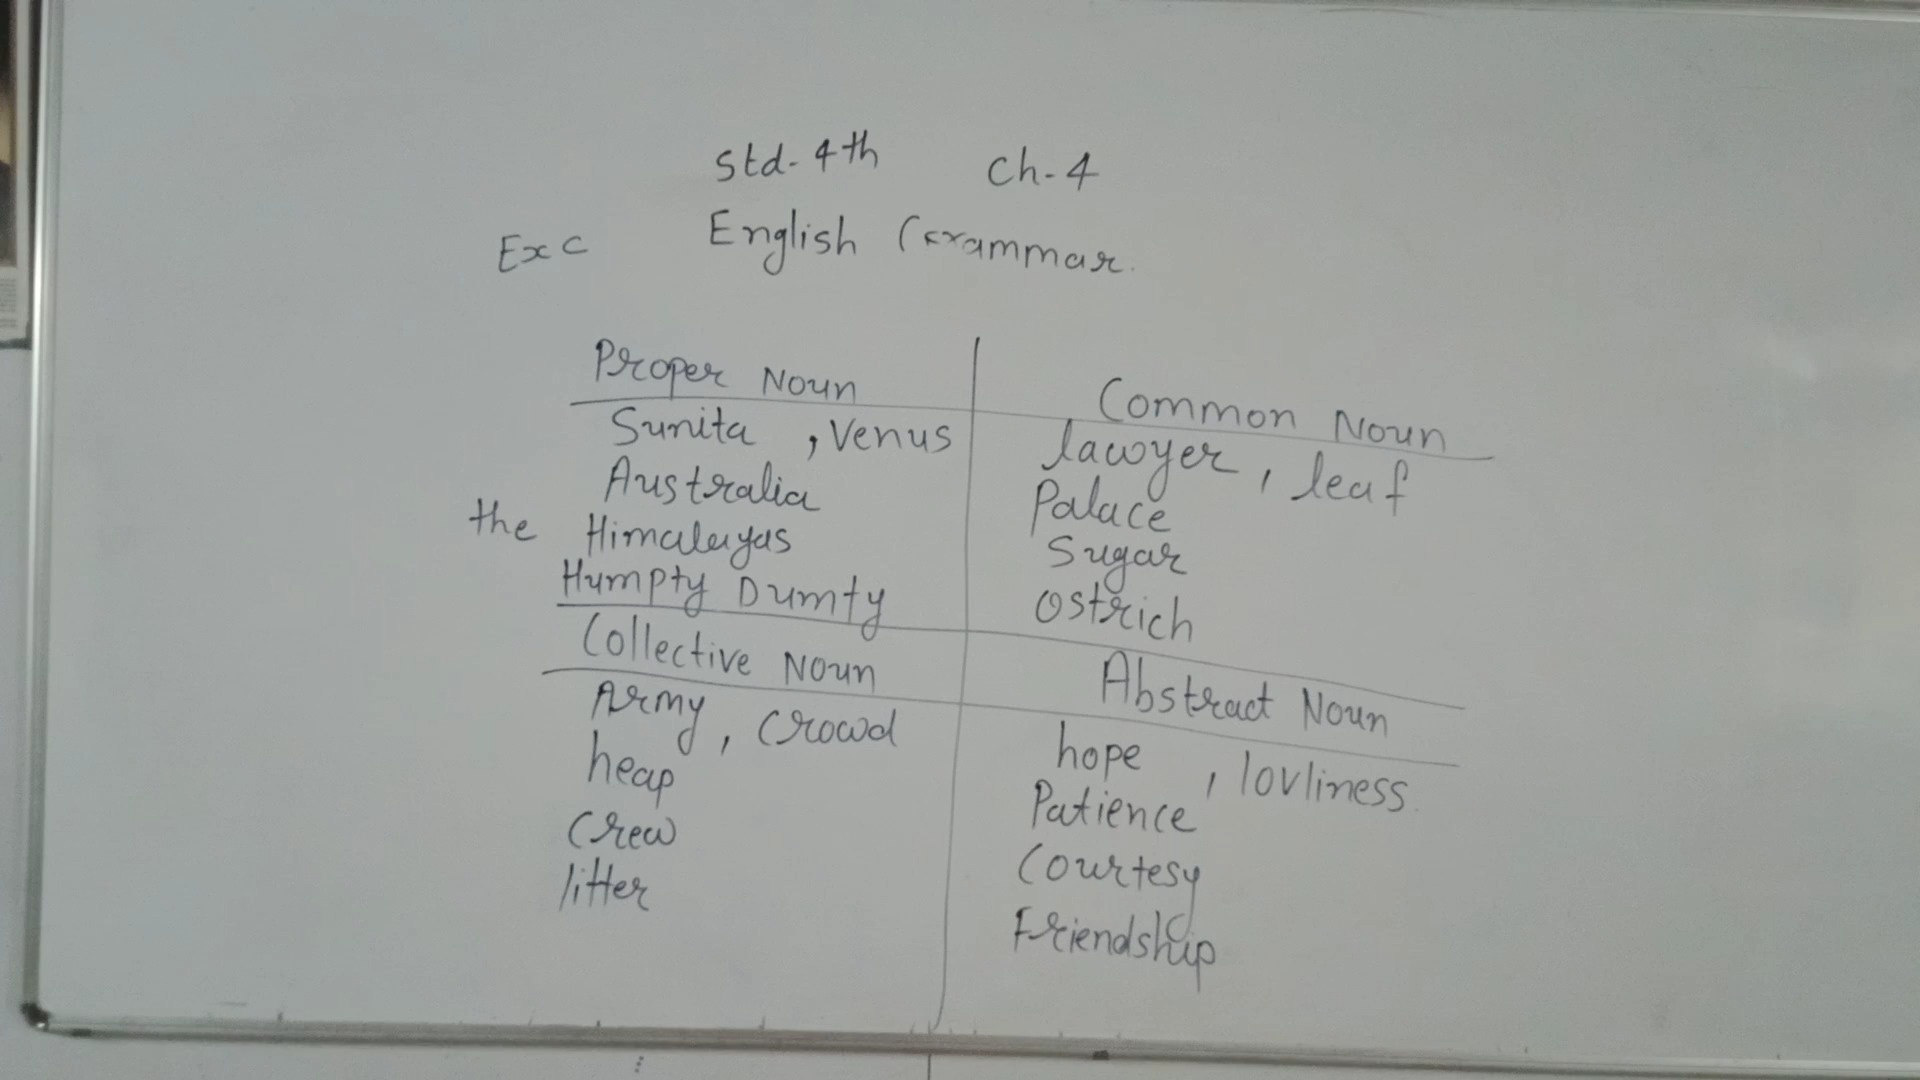 Std-4th Ch-4
Ex C English Grammar.
Proper Noun Common Noun
Sunita , Venus lawyer , leaf
Australia Palace
the Himalayas Sugar
Humpty Dumty Ostrich
Collective Noun Abstract Noun
Army , Crowd hope , lovliness.
heap Patience
Crew Courtesy
litter Friendship